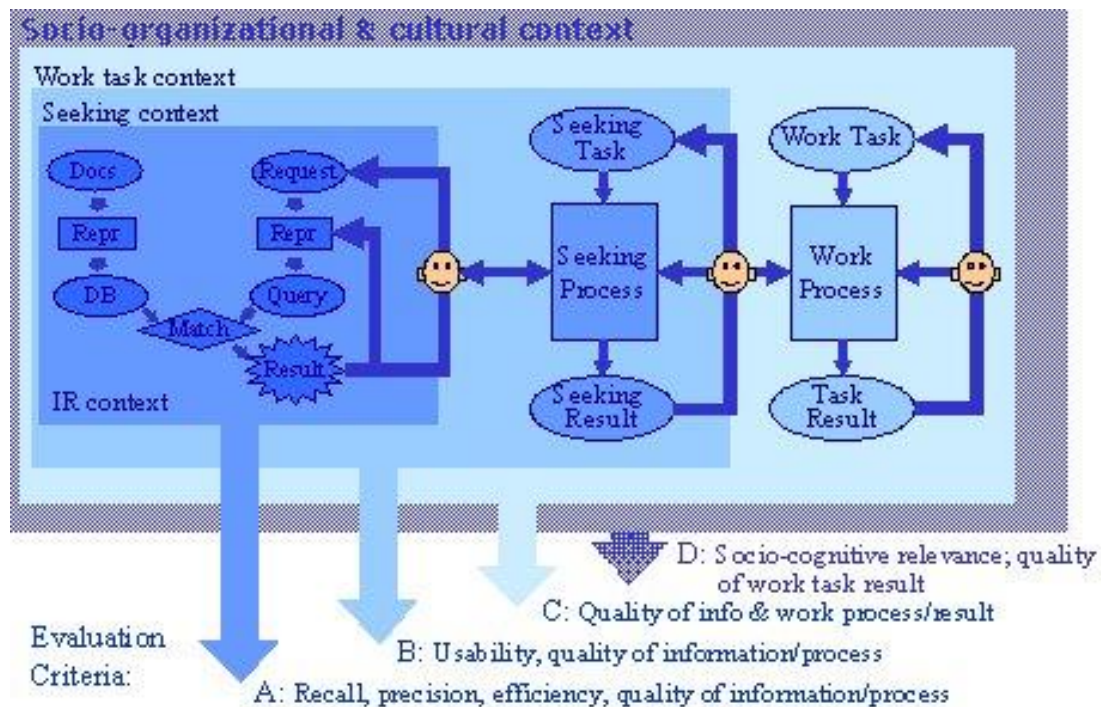 Socio-organizational & cultural context
Work task context
Seeking context
Docs
Request
Seeking
Task
Work Task
Repr
Repr
Seeking
Process
Work
Process
DB
Query
Match
Result
IR context
Seeking
Result
Task
Result
D: Socio-cognitive relevance; quality
of work task result
C: Quality of info & work process/result
Evaluation
Criteria:
B: Usability, quality of information/process
A: Recall, precision, efficiency, quality of information/process